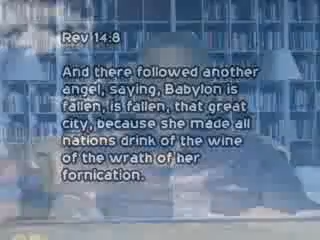 Rev 14:8
And there followed another
angel, saying, Babylon is
fallen, is fallen, that great
city, because she made all
nations drink of the wine
of the wrath of her
fornication.